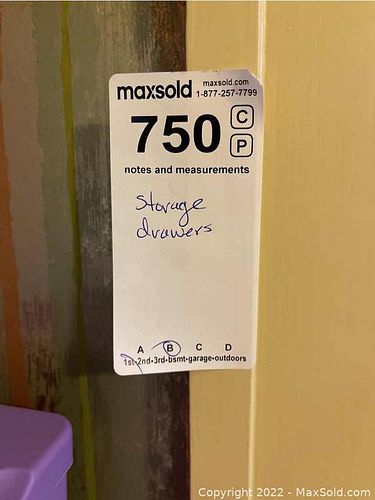 maxsold maxsold.com
1-877-257-7799
750 C
P
notes and measurements
Storage
drawers
A B C D
1st-2nd-3rd-bsmt-garage-outdoors
Copyright © 2022 - MaxSold.com